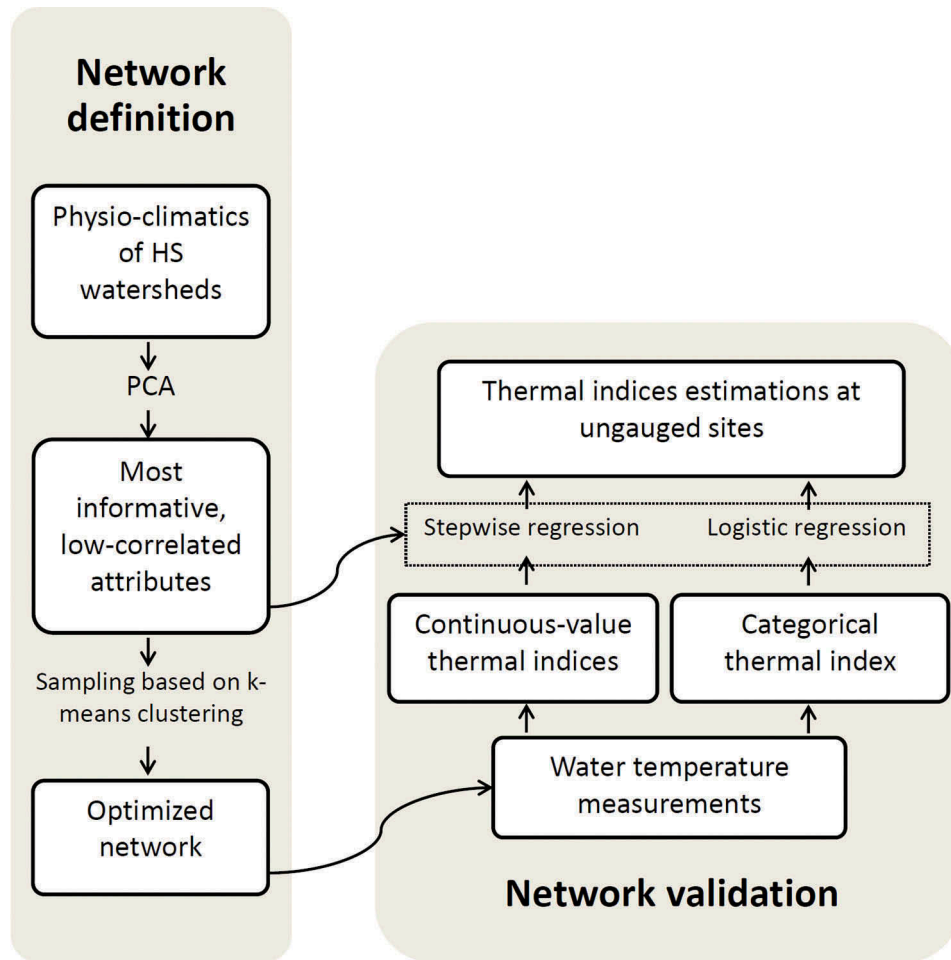 Network
definition
Physio-climatics
of HS
watersheds
PCA
Most
informative,
low-correlated
attributes
Sampling based on k-
means clustering
Optimized
network
Thermal indices estimations at
ungauged sites
Stepwise regression
Logistic regression
Continuous-value
thermal indices
Categorical
thermal index
Water temperature
measurements
Network validation